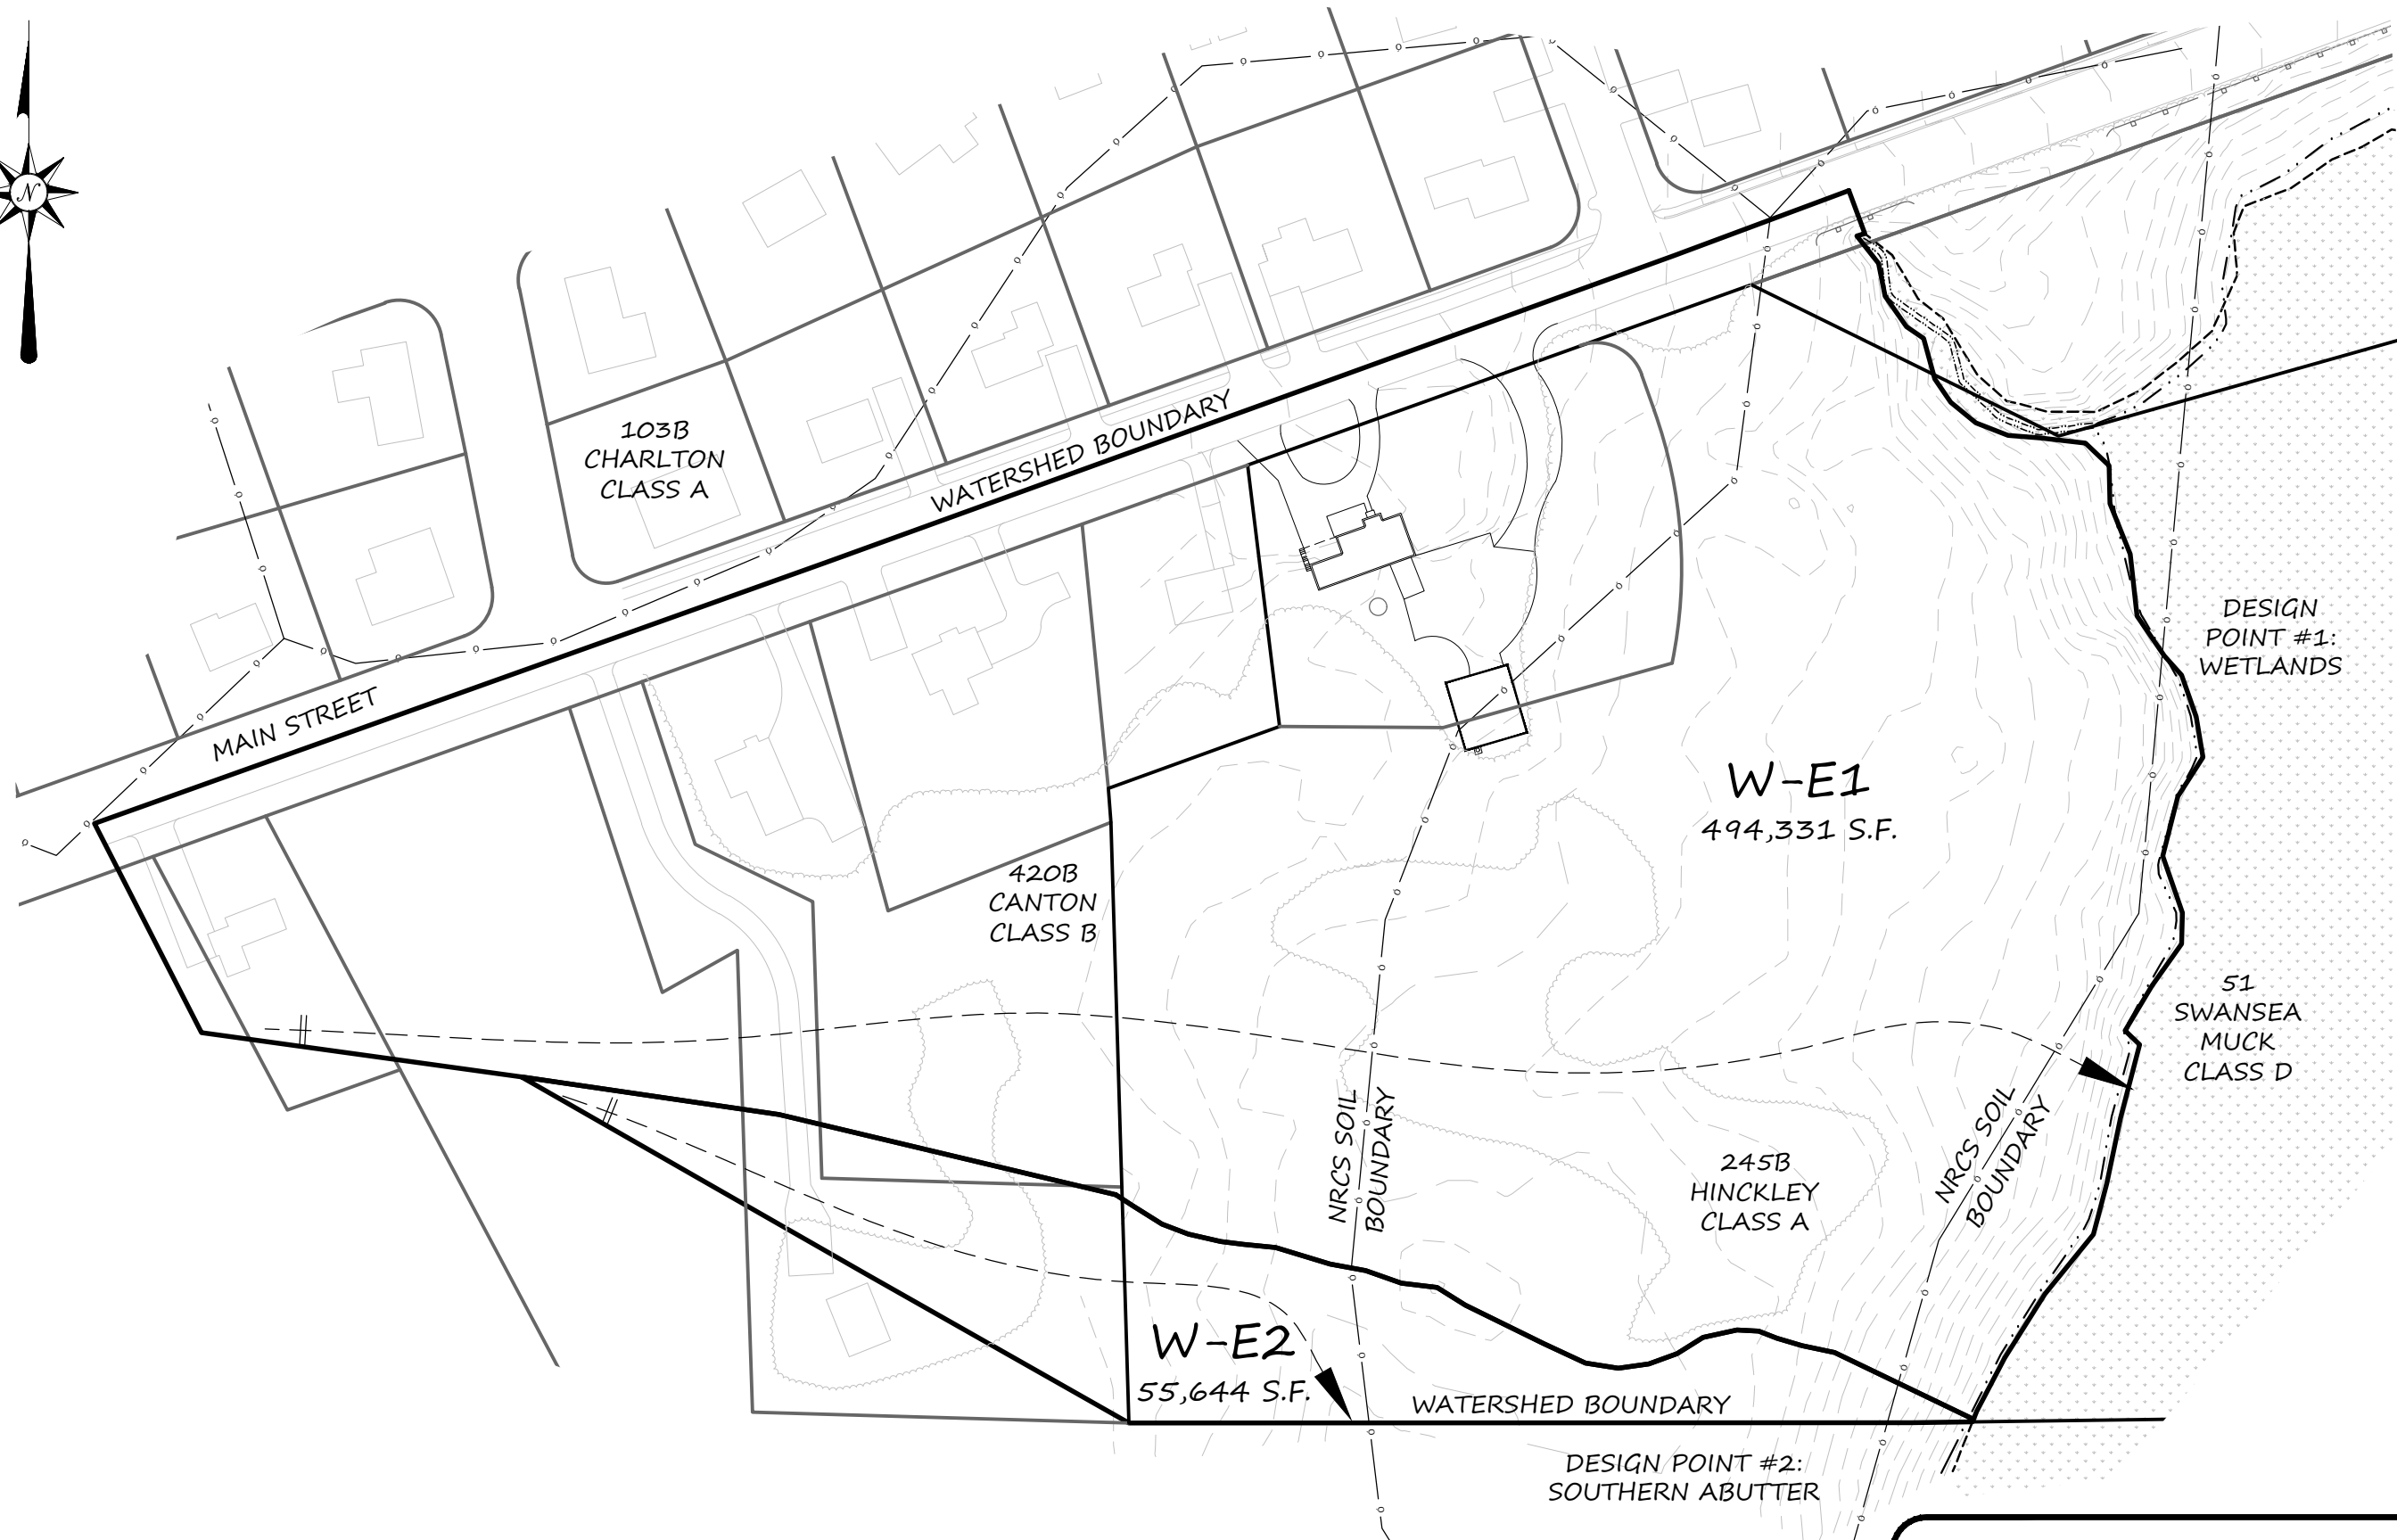 N
103B
CHARLTON
CLASS A
WATERSHED BOUNDARY
MAIN STREET
DESIGN
POINT #1:
WETLANDS
W-E1
494,331 S.F.
420B
CANTON
CLASS B
51
SWANSEA
MUCK
CLASS D
NRCS SOIL
BOUNDARY
NRCS SOIL
BOUNDARY
245B
HINCKLEY
CLASS A
W-E2
55,644 S.F.
WATERSHED BOUNDARY
DESIGN POINT #2:
SOUTHERN ABUTTER